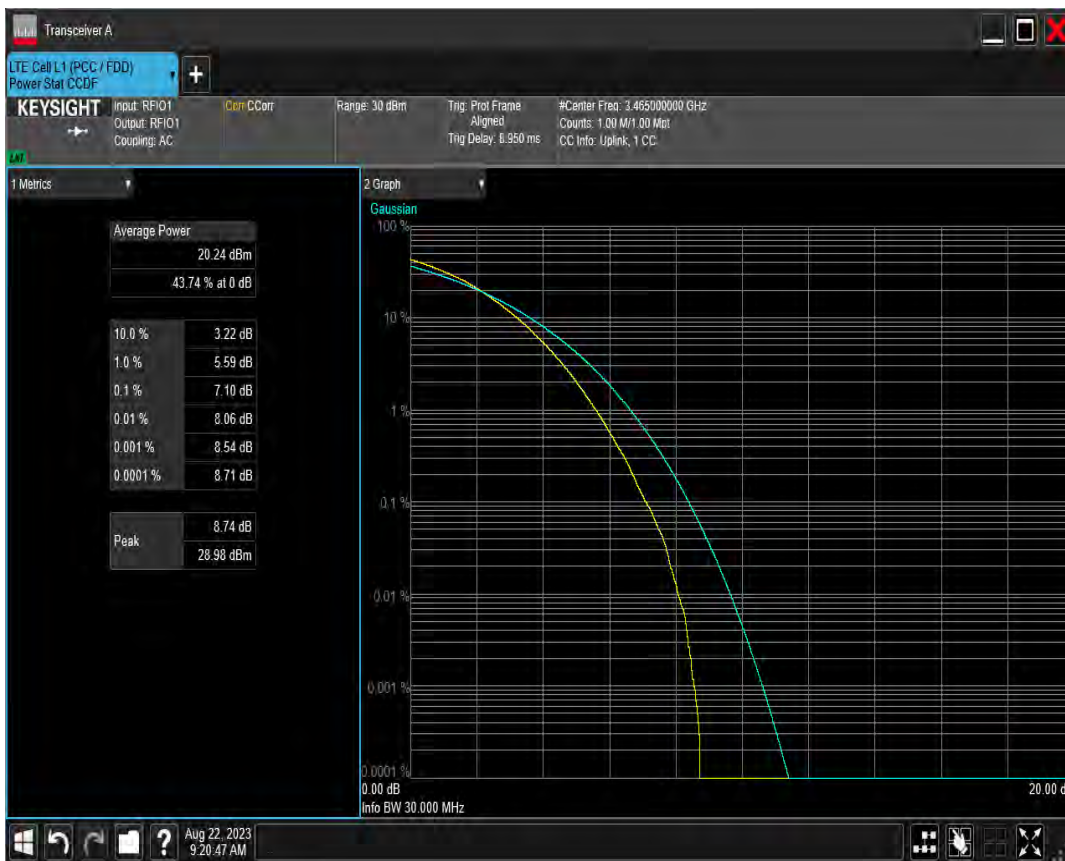 Transceiver A
LTE Cell L1 (PCC / FDD)
Power Stat CCDF
+
KEYSIGHT
Input: RFIO1
Output: RFIO1
Coupling: AC
Corr CCorr
Range: 30 dBm
Trig: Prot Frame
Aligned
Trig Delay: 6.950 ms
#Center Freq: 3.465000000 GHz
Counts: 1.00 M/1.00 Mpt
CC Info: Uplink, 1 CC
1 Metrics
Average Power
20.24 dBm
43.74 % at 0 dB
10.0 % 3.22 dB
1.0 % 5.59 dB
0.1 % 7.10 dB
0.01 % 8.06 dB
0.001 % 8.54 dB
0.0001 % 8.71 dB
Peak
8.74 dB
28.98 dBm
2 Graph
Gaussian
100 %
10 %
1 %
0.1 %
0.01 %
0.001 %
0.0001 %
0.00 dB
20.00 d
Info BW 30.000 MHz
?
Aug 22, 2023
9:20:47 AM